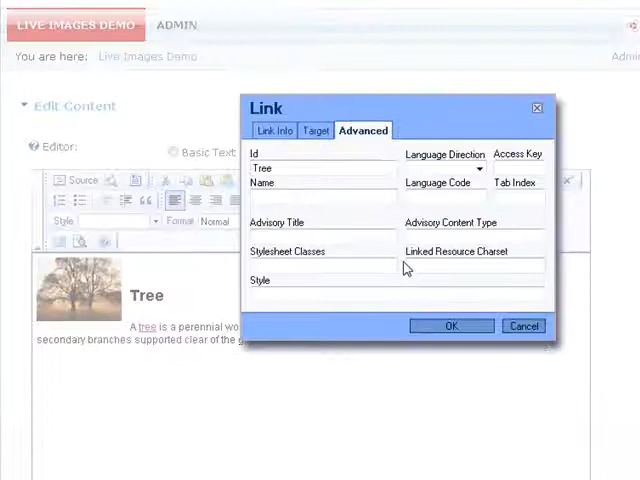 LIVE IMAGES DEMO ADMIN
You are here: Live Images Demo Admin
Edit Content
Editor: Basic Text
Source
Style Format Normal
Tree
A tree is a perennial wo
secondary branches supported clear of the g
Link
Link Info Target Advanced
Id Language Direction Access Key
Tree
Name Language Code Tab Index
Advisory Title Advisory Content Type
Stylesheet Classes Linked Resource Charset
Style
OK Cancel